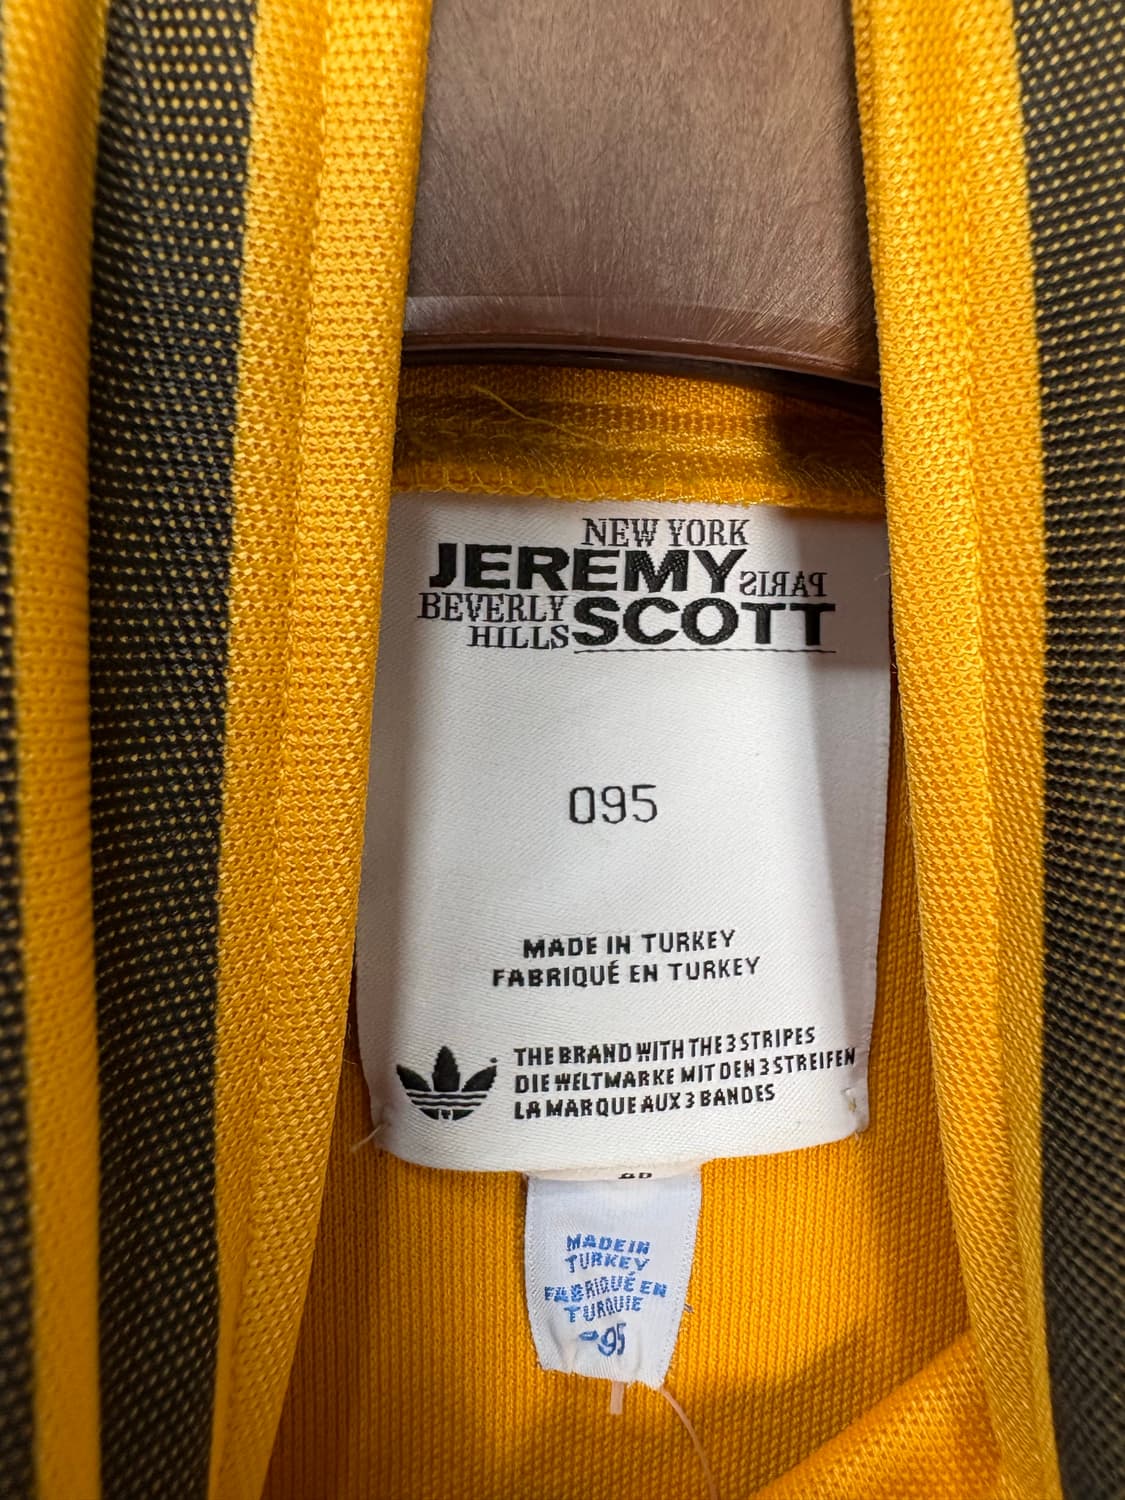 NEW YORK
JEREMY PARIS
BEVERLY
HILLS SCOTT
095
MADE IN TURKEY
FABRIQUÉ EN TURKEY
THE BRAND WITH THE 3 STRIPES
DIE WELTMARKE MIT DEN 3 STREIFEN
LA MARQUE AUX 3 BANDES
MADE IN
TURKEY
FABRIQUÉ EN
TURQUIE